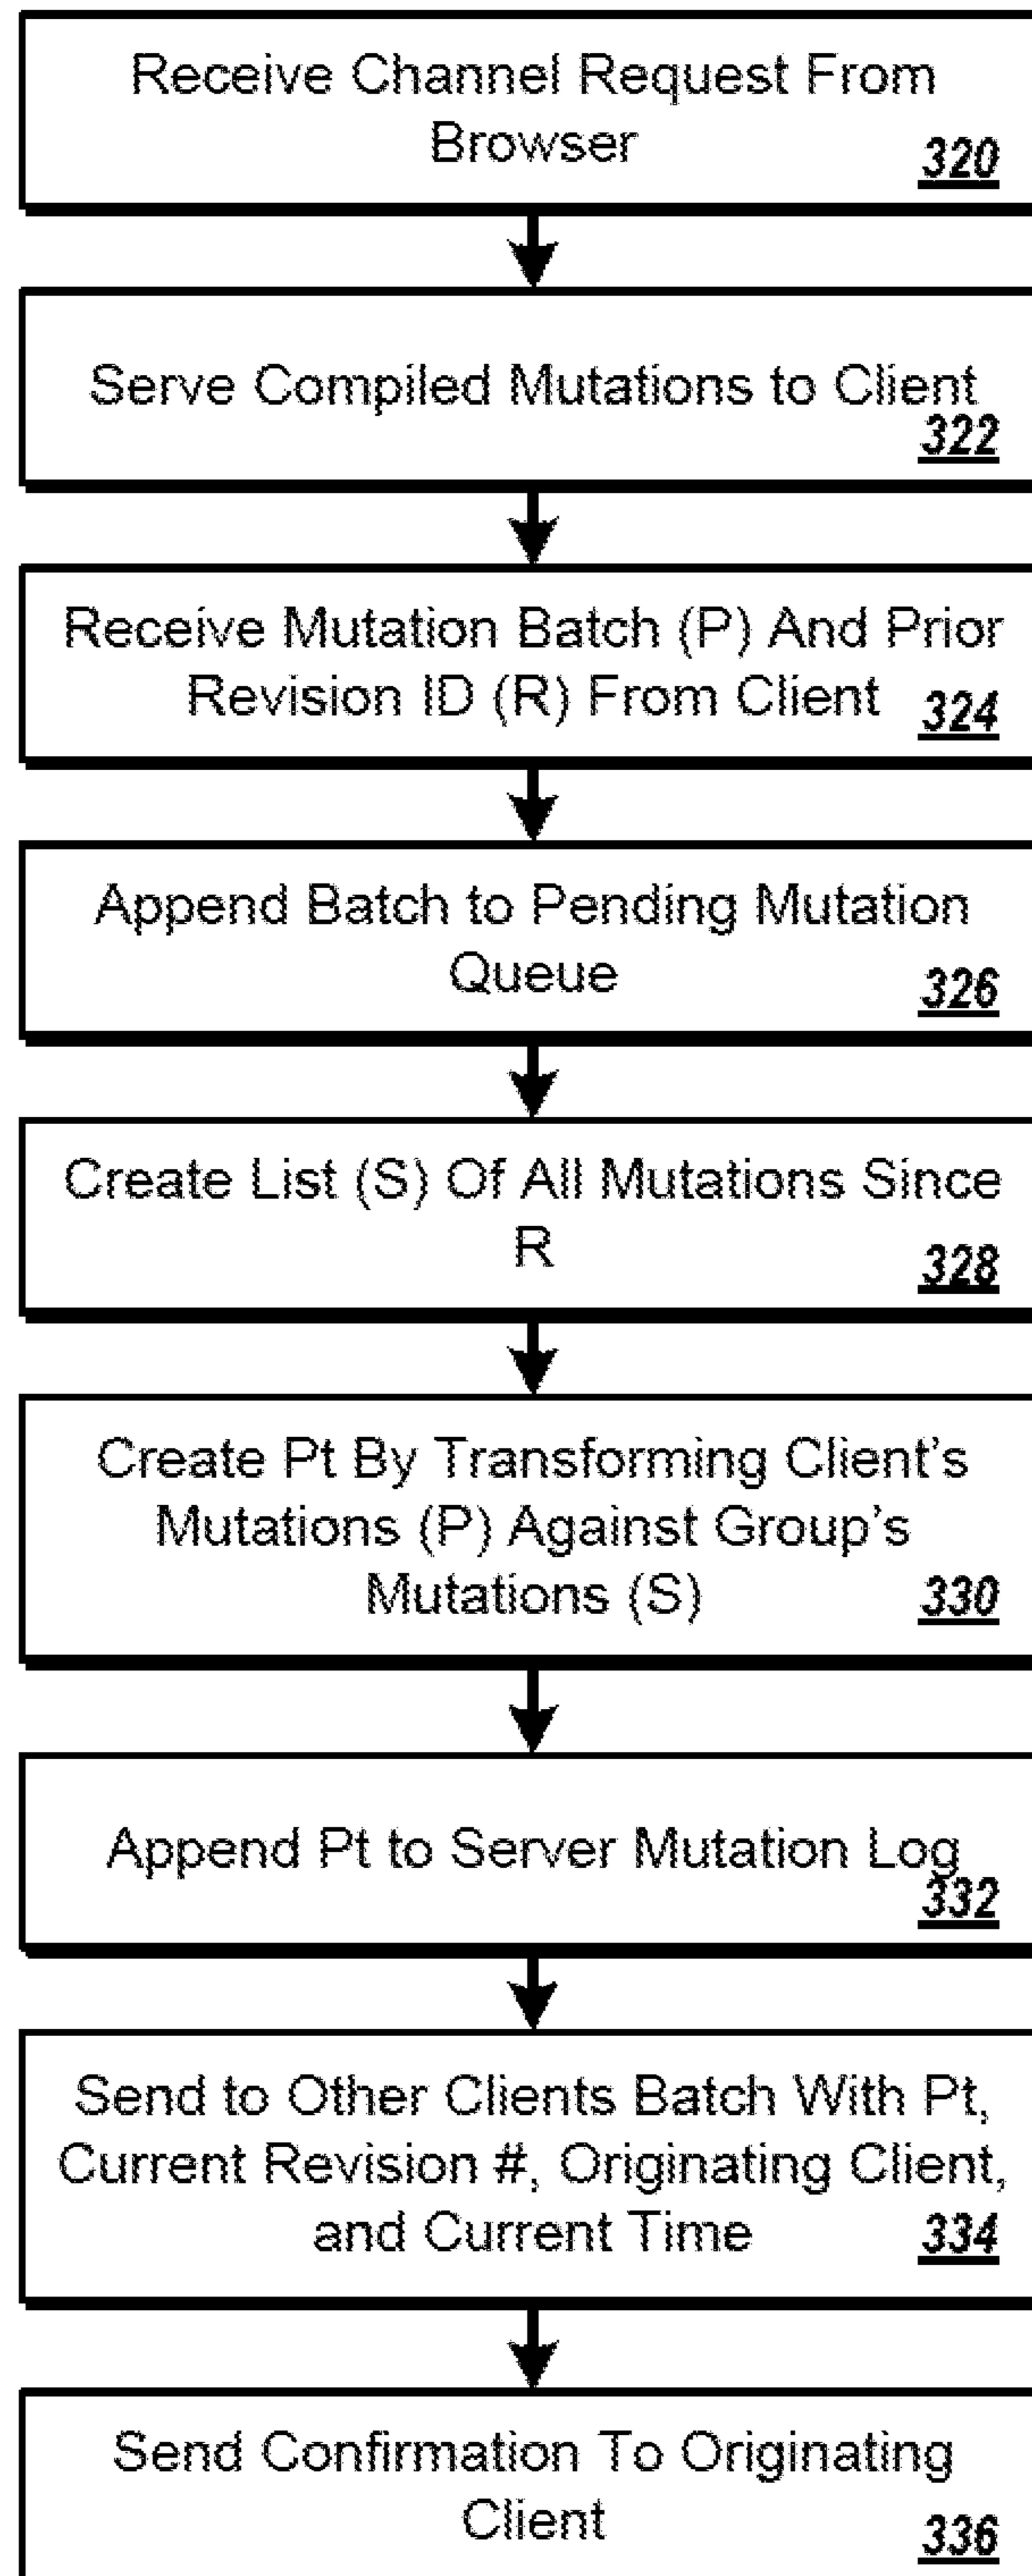 Receive Channel Request From
Browser
320
Serve Compiled Mutations to Client
322
Receive Mutation Batch (P) And Prior
Revision ID (R) From Client
324
Append Batch to Pending Mutation
Queue
326
Create List (S) Of All Mutations Since
R
328
Create Pt By Transforming Client's
Mutations (P) Against Group's
Mutations (S)
330
Append Pt to Server Mutation Log
332
Send to Other Clients Batch With Pt,
Current Revision #, Originating Client,
and Current Time
334
Send Confirmation To Originating
Client
336